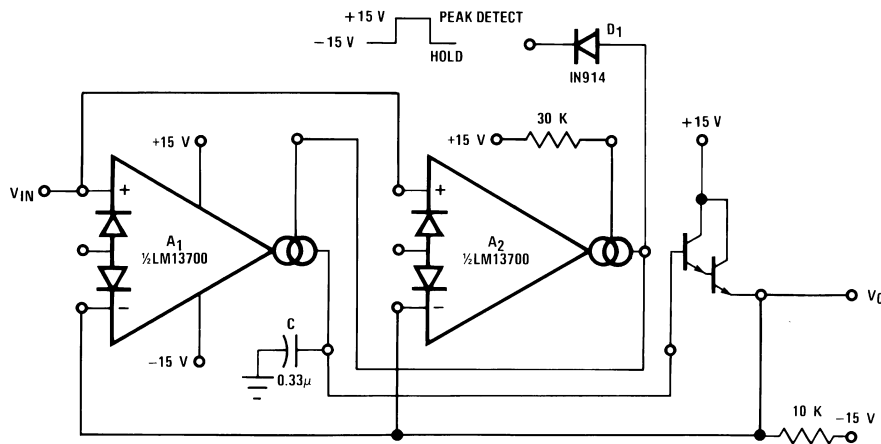 +15 V
PEAK DETECT
-15 V
HOLD
D1
IN914
30 K
+15 V
+15 V
+15 V
VIN
+
A1
½LM13700
-
-15 V
+
A2
½LM13700
-
C
0.33µ
10 K
-15 V